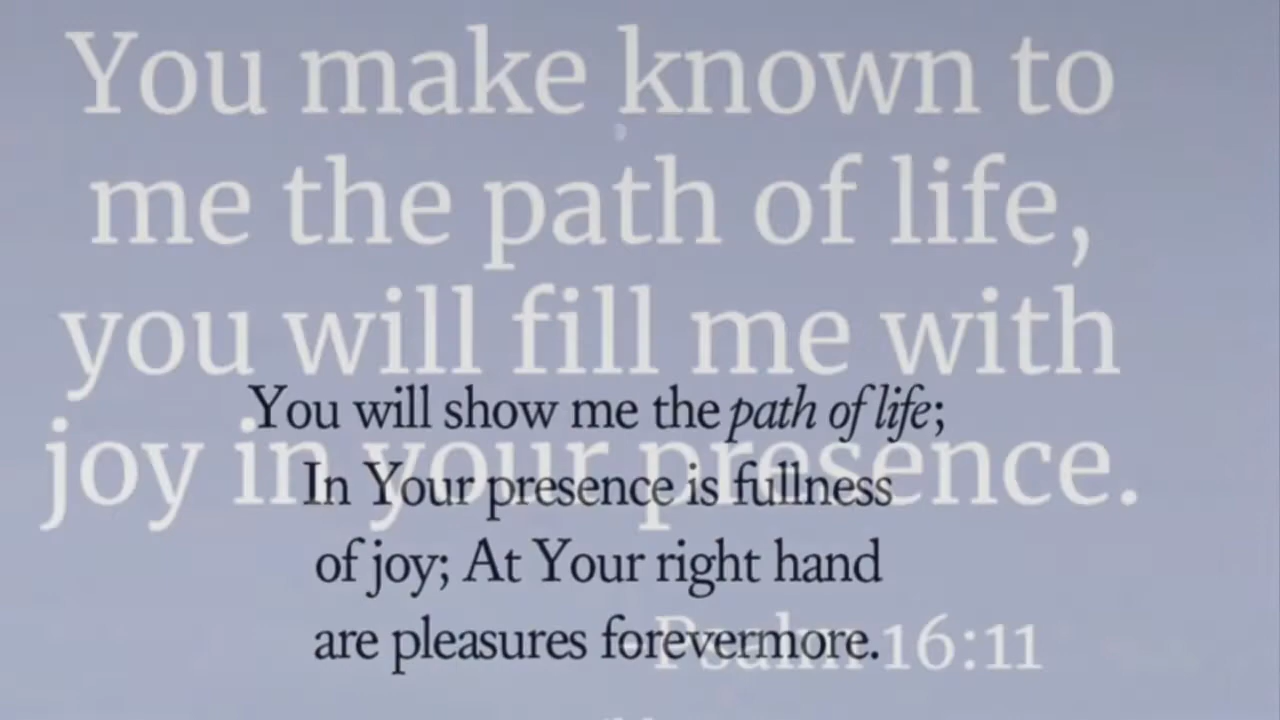 You make known to
me the path of life,
you will fill me with
joy in your presence.
-Psalm 16:11
You will show me the path of life;
In Your presence is fullness
of joy; At Your right hand
are pleasures forevermore.